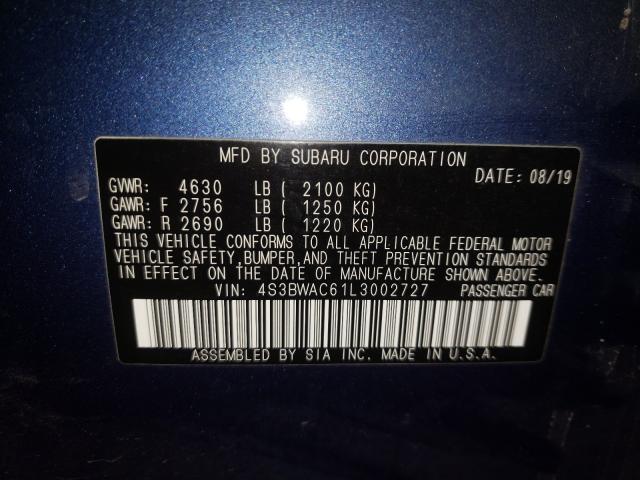 MFD BY SUBARU CORPORATION
DATE: 08/19
GVWR: 4630 LB ( 2100 KG)
GAWR: F 2756 LB ( 1250 KG)
GAWR: R 2690 LB ( 1220 KG)
THIS VEHICLE CONFORMS TO ALL APPLICABLE FEDERAL MOTOR
VEHICLE SAFETY, BUMPER, AND THEFT PREVENTION STANDARDS
IN EFFECT ON THE DATE OF MANUFACTURE SHOWN ABOVE.
VIN: 4S3BWAC61L3002727 PASSENGER CAR
ASSEMBLED BY SIA INC. MADE IN U.S.A.